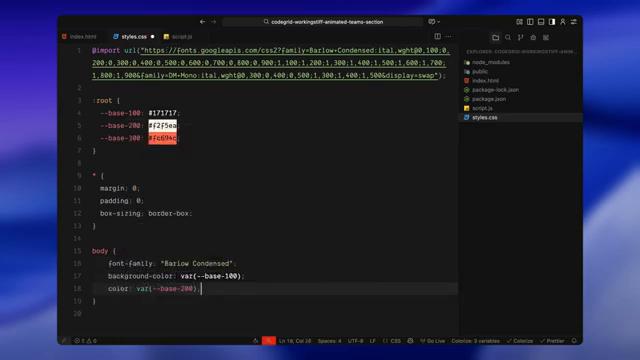 codegrid-workingstiff-animated-teams-section
index.html
styles.css
script.js
EXPLORER: CODEGRID-WORKINGSTIFF-ANIMATED-TEAMS-SECTION
node_modules
public
index.html
package-lock.json
package.json
script.js
styles.css
1 @import url("https://fonts.googleapis.com/css2?family=Barlow+Condensed:ital,wght@0,100;0,
200;0,300;0,400;0,500;0,600;0,700;0,800;0,900;1,100;1,200;1,300;1,400;1,500;1,600;1,700;
1,800;1,900&family=DM+Mono:ital,wght@0,300;0,400;0,500;1,300;1,400;1,500&display=swap");
2
3 :root {
4 --base-100: #171717;
5 --base-200: #f2f5ea;
6 --base-300: #fc694c;
7 }
8
9 * {
10 margin: 0;
11 padding: 0;
12 box-sizing: border-box;
13 }
14
15 body {
16 font-family: "Barlow Condensed";
17 background-color: var(--base-100);
18 color: var(--base-200);
19 }
20
0 0
Spaces: 4
UTF-8
LF
CSS
Go Live
Colorize: 3 variables
Colorize
Prettier